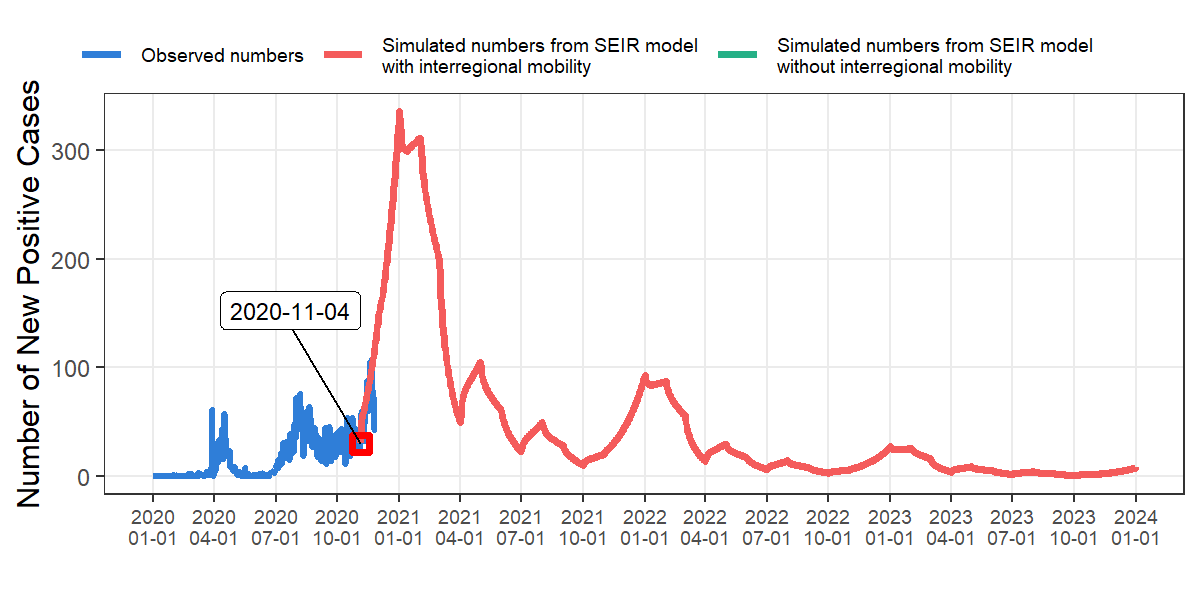 Observed numbers
Simulated numbers from SEIR model
with interregional mobility
Simulated numbers from SEIR model
without interregional mobility
Number of New Positive Cases
300
200
100
0
2020-11-04
2020 2020 2020 2020 2021 2021 2021 2021 2022 2022 2022 2022 2023 2023 2023 2023 2024
01-01 04-01 07-01 10-01 01-01 04-01 07-01 10-01 01-01 04-01 07-01 10-01 01-01 04-01 07-01 10-01 01-01